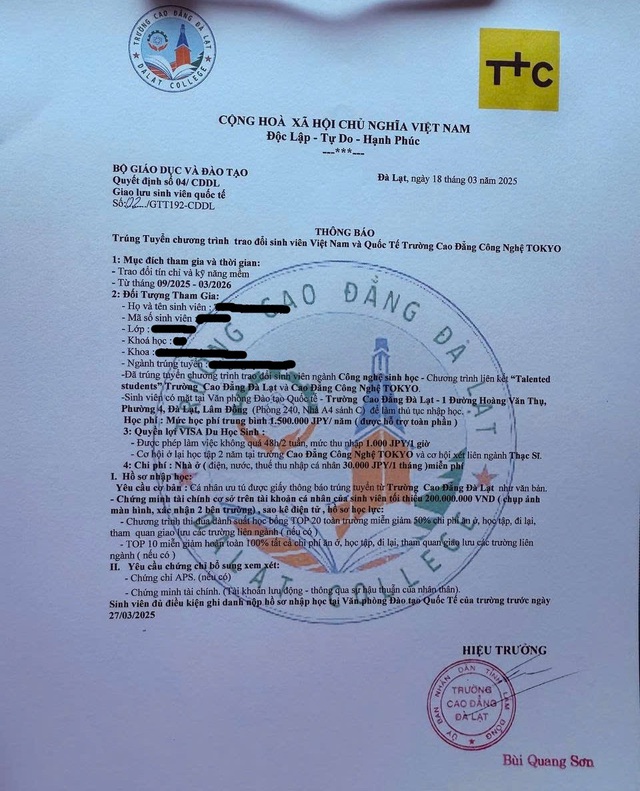 TRƯỜNG CAO ĐẲNG ĐÀ LẠT
DALAT COLLEGE
TTC
CỘNG HOÀ XÃ HỘI CHỦ NGHĨA VIỆT NAM
Độc Lập - Tự Do - Hạnh Phúc
---***---
BỘ GIÁO DỤC VÀ ĐÀO TẠO
Quyết định số 04/ CDDL
Giao lưu sinh viên quốc tế
Số:02./GTT192-CDDL
Đà Lạt, ngày 18 tháng 03 năm 2025
THÔNG BÁO
Trúng Tuyển chương trình trao đổi sinh viên Việt Nam và Quốc Tế Trường Cao Đẳng Công Nghệ TOKYO
1: Mục đích tham gia và thời gian:
- Trao đổi tín chỉ và kỹ năng mềm
- Từ tháng 09/2025 - 03/2026
2: Đối Tượng Tham Gia:
- Họ và tên sinh viên :
- Mã số sinh viên
- Lớp :
- Khoá học :
- Khoa :
- Ngành trúng tuyển :
-Đã trúng tuyển chương trình trao đổi sinh viên ngành Công nghệ sinh học - Chương trình liên kết “Talented
students” Trường Cao Đẳng Đà Lạt và Cao Đẳng Công Nghệ TOKYO.
-Sinh viên có mặt tại Văn phòng Đào tạo Quốc tế - Trường Cao Đẳng Đà Lạt - 1 Đường Hoàng Văn Thụ,
Phường 4, Đà Lạt, Lâm Đồng (Phòng 240, Nhà A4 sảnh C) để làm thủ tục nhập học.
Học phí : Mức học phí trung bình 1.500.000 JPY/ năm ( được hỗ trợ toàn phần )
3: Quyền lợi VISA Du Học Sinh :
- Được phép làm việc không quá 48h/2 tuần, mức thu nhập 1.000 JPY/1 giờ
- Cơ hội ở lại học tập 2 năm tại trường Cao Đẳng Công Nghệ TOKYO và cơ hội xét liên ngành Thạc Sĩ.
4: Chi phí : Nhà ở ( điện, nước, thuế thu nhập cá nhân 30.000 JPY/1 tháng )miễn phí
I. Hồ sơ nhập học:
Yêu cầu cơ bản : Cá nhân ưu tú được giấy thông báo trúng tuyển từ Trường Cao Đẳng Đà Lạt như văn bản.
- Chứng minh tài chính cơ sở trên tài khoản cá nhân của sinh viên tối thiểu 200.000.000 VND ( chụp ảnh
màn hình, xác nhận 2 bên trường) , sao kê điện tử , hồ sơ học lực:
- Chương trình thi đua dành suất học bổng TOP 20 toàn trường miễn giảm 50% chi phí ăn ở, học tập, đi lại,
tham quan giao lưu các trường liên ngành ( nếu có )
- TOP 10 miễn giảm hoàn toàn 100% tất cả chi phí ăn ở, học tập, đi lại, tham quan giao lưu các trường liên
ngành ( nếu có )
II. Yêu cầu chứng chỉ bổ sung xem xét:
- Chứng chỉ APS. (nếu có)
- Chứng minh tài chính. (Tài khoản lưu động - thông qua sự hậu thuẫn của nhân thân).
Sinh viên đủ điều kiện ghi danh nộp hồ sơ nhập học tại Văn phòng Đào tạo Quốc Tế của trường trước ngày
27/03/2025
CAO ĐẲNG ĐÀ LẠT
DALAT COLLEGE
HIỆU TRƯỞNG
ỦY BAN NHÂN DÂN TỈNH LÂM ĐỒNG
TRƯỜNG
CAO ĐẲNG
ĐÀ LẠT
Bùi Quang Sơn